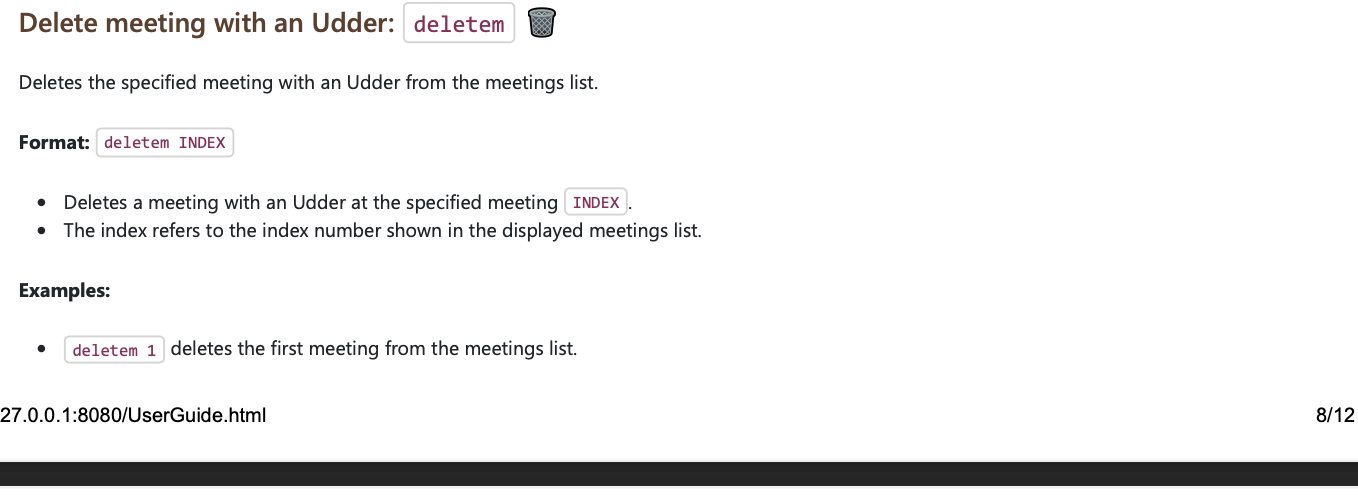 Delete meeting with an Udder: deletem
Deletes the specified meeting with an Udder from the meetings list.
Format: deletem INDEX
Deletes a meeting with an Udder at the specified meeting INDEX.
The index refers to the index number shown in the displayed meetings list.
Examples:
deletem 1 deletes the first meeting from the meetings list.
27.0.0.1:8080/UserGuide.html 8/12